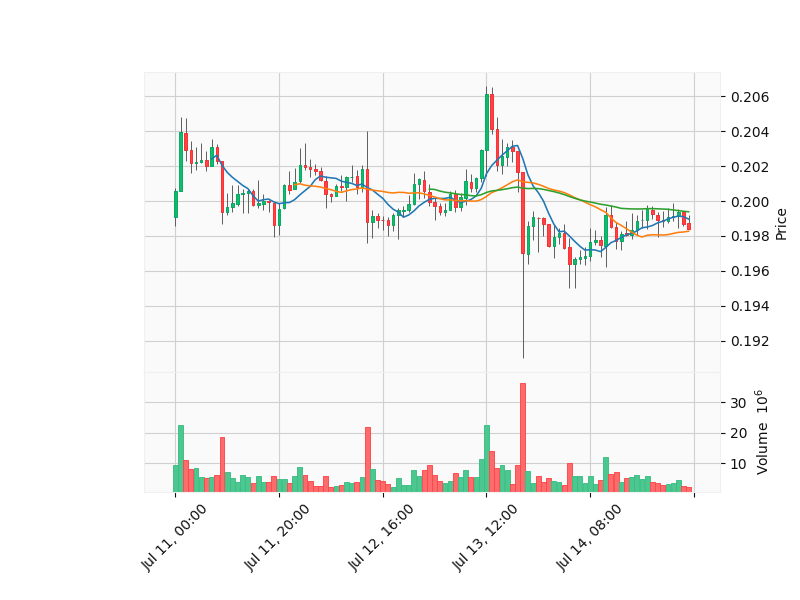 0.206
0.204
0.202
0.200
0.198
0.196
0.194
0.192
Price
30
20
10
Volume 10⁶
Jul 11, 00:00
Jul 11, 20:00
Jul 12, 16:00
Jul 13, 12:00
Jul 14, 08:00